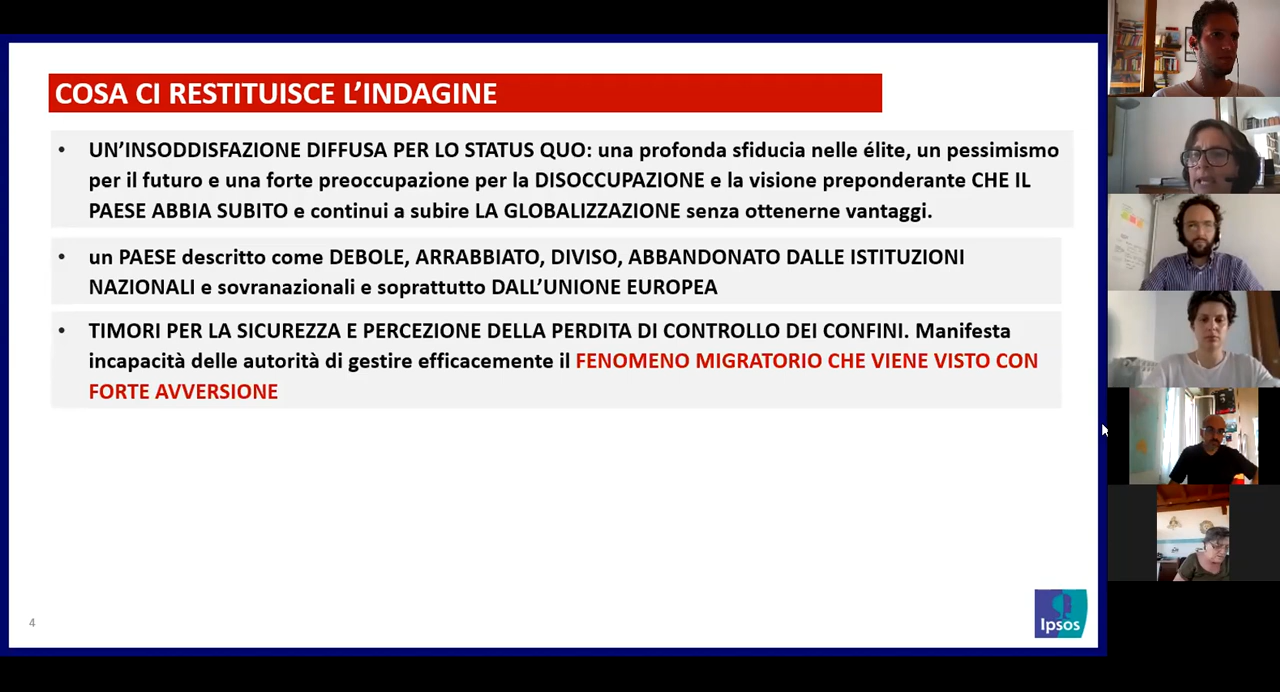 COSA CI RESTITUISCE L'INDAGINE
• UN'INSODDISFAZIONE DIFFUSA PER LO STATUS QUO: una profonda sfiducia nelle élite, un pessimismo
per il futuro e una forte preoccupazione per la DISOCCUPAZIONE e la visione preponderante CHE IL
PAESE ABBIA SUBITO e continui a subire LA GLOBALIZZAZIONE senza ottenerne vantaggi.
• un PAESE descritto come DEBOLE, ARRABBIATO, DIVISO, ABBANDONATO DALLE ISTITUZIONI
NAZIONALI e sovranazionali e soprattutto DALL'UNIONE EUROPEA
• TIMORI PER LA SICUREZZA E PERCEZIONE DELLA PERDITA DI CONTROLLO DEI CONFINI. Manifesta
incapacità delle autorità di gestire efficacemente il FENOMENO MIGRATORIO CHE VIENE VISTO CON
FORTE AVVERSIONE
4
Ipsos